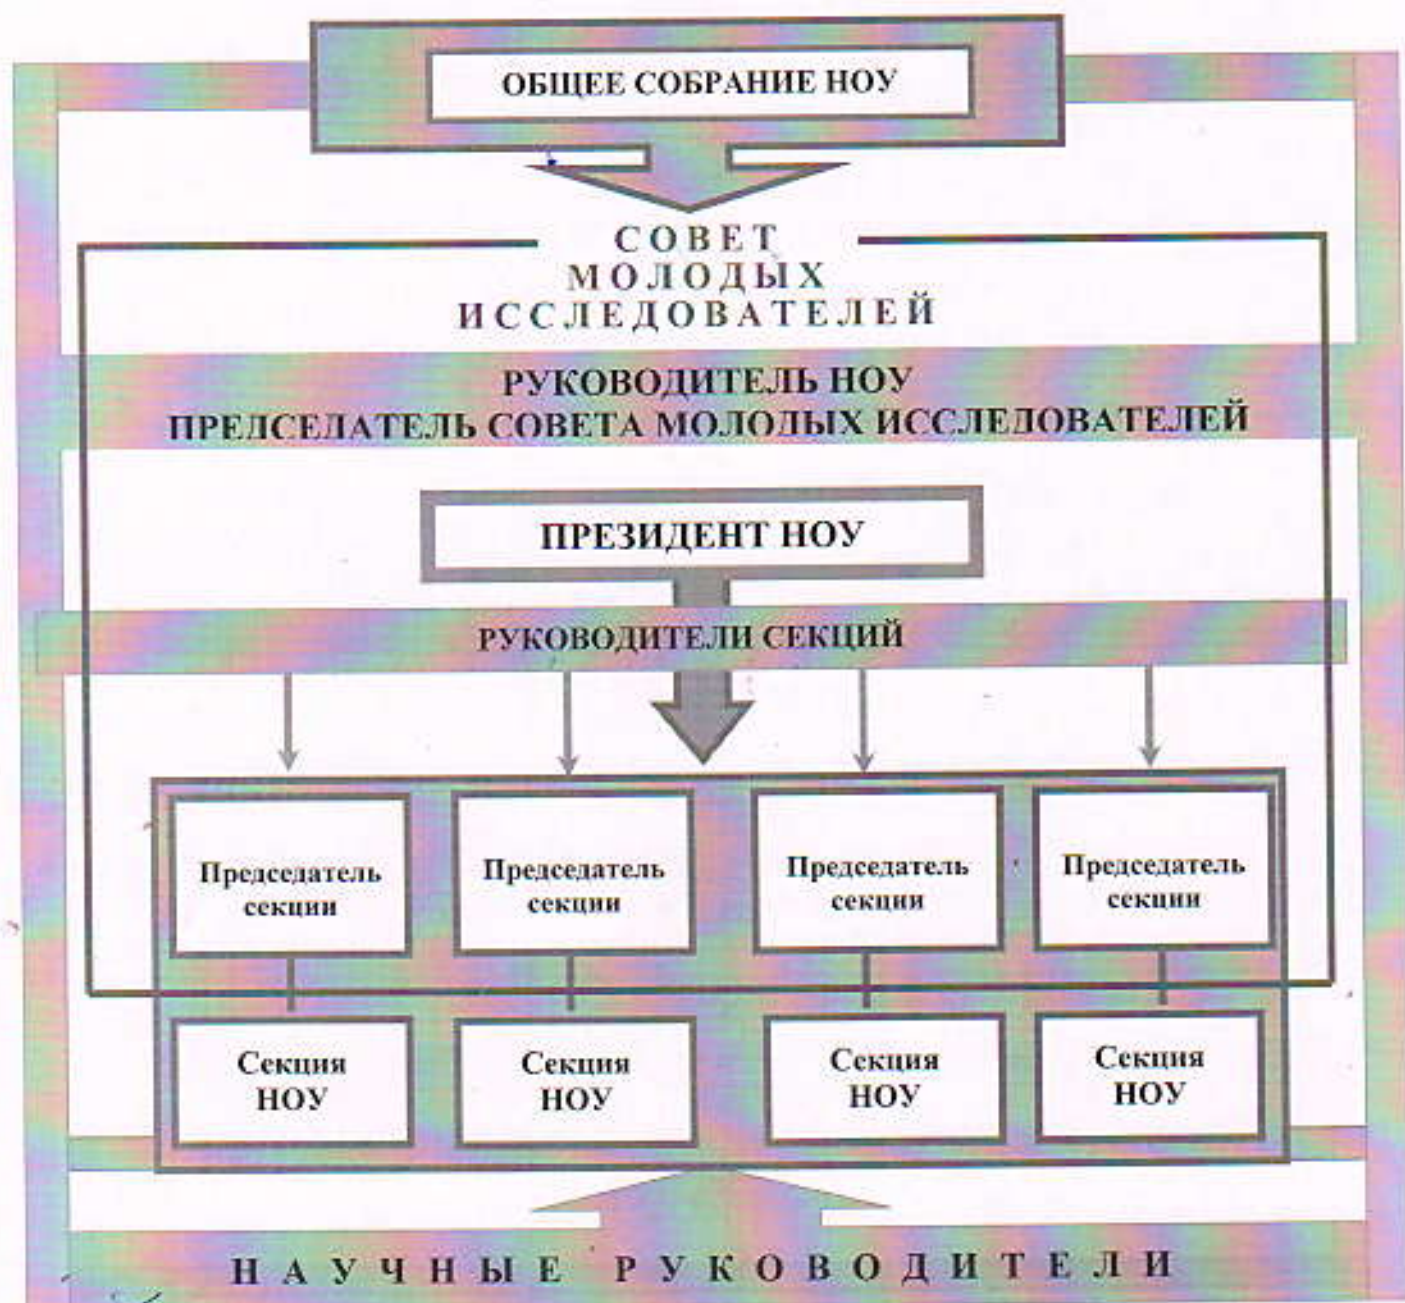 ОБЩЕЕ СОБРАНИЕ НОУ
СОВЕТ
МОЛОДЫХ
ИССЛЕДОВАТЕЛЕЙ
РУКОВОДИТЕЛЬ НОУ
ПРЕДСЕДАТЕЛЬ СОВЕТА МОЛОДЫХ ИССЛЕДОВАТЕЛЕЙ
ПРЕЗИДЕНТ НОУ
РУКОВОДИТЕЛИ СЕКЦИЙ
Председатель
секции
Председатель
секции
Председатель
секции
Председатель
секции
Секция
НОУ
Секция
НОУ
Секция
НОУ
Секция
НОУ
НАУЧНЫЕ РУКОВОДИТЕЛИ